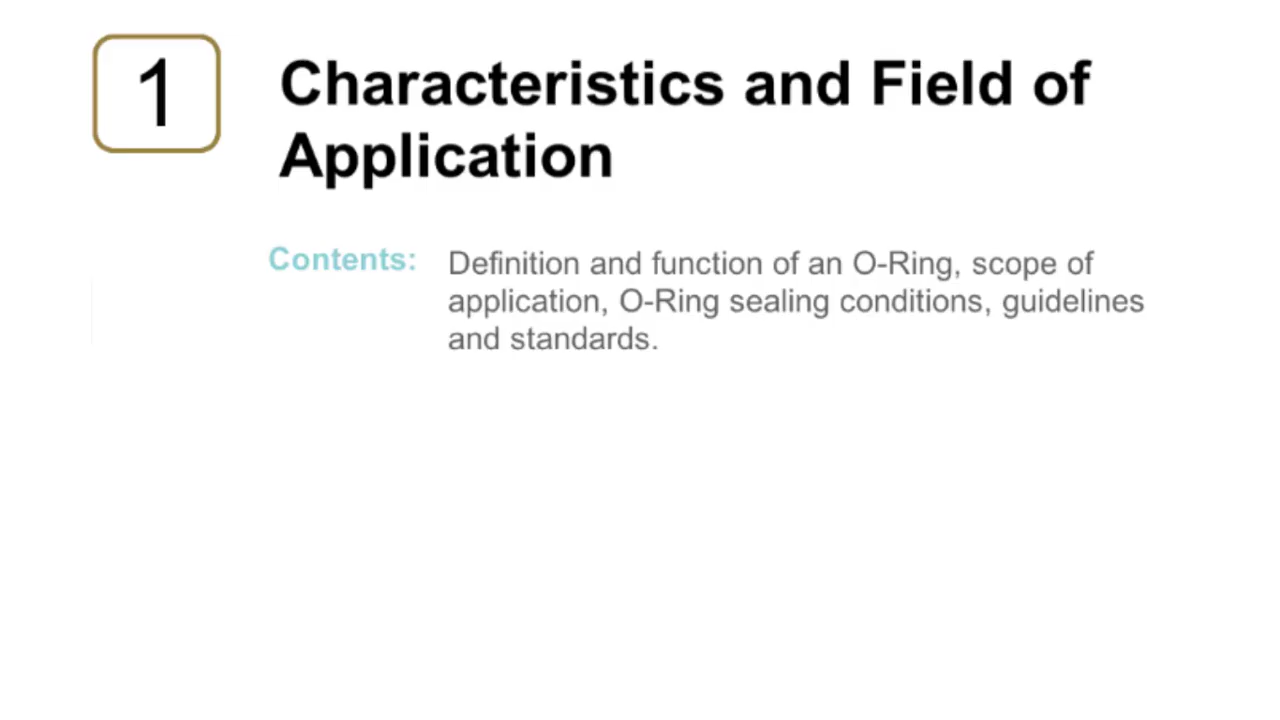 1
Characteristics and Field of
Application
Contents:
Definition and function of an O-Ring, scope of
application, O-Ring sealing conditions, guidelines
and standards.